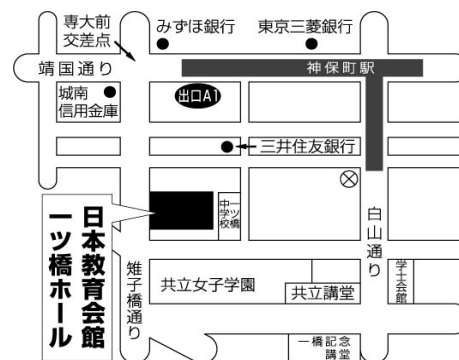 専大前
交差点
みずほ銀行
東京三菱銀行
靖国通り
神保町駅
城南
信用金庫
出口A1
三井住友銀行
一ツ橋
中学校
白山通り
日本教育会館
一ツ橋ホール
雉子橋通り
共立女子学園
共立講堂
学士会館
一橋記念
講堂